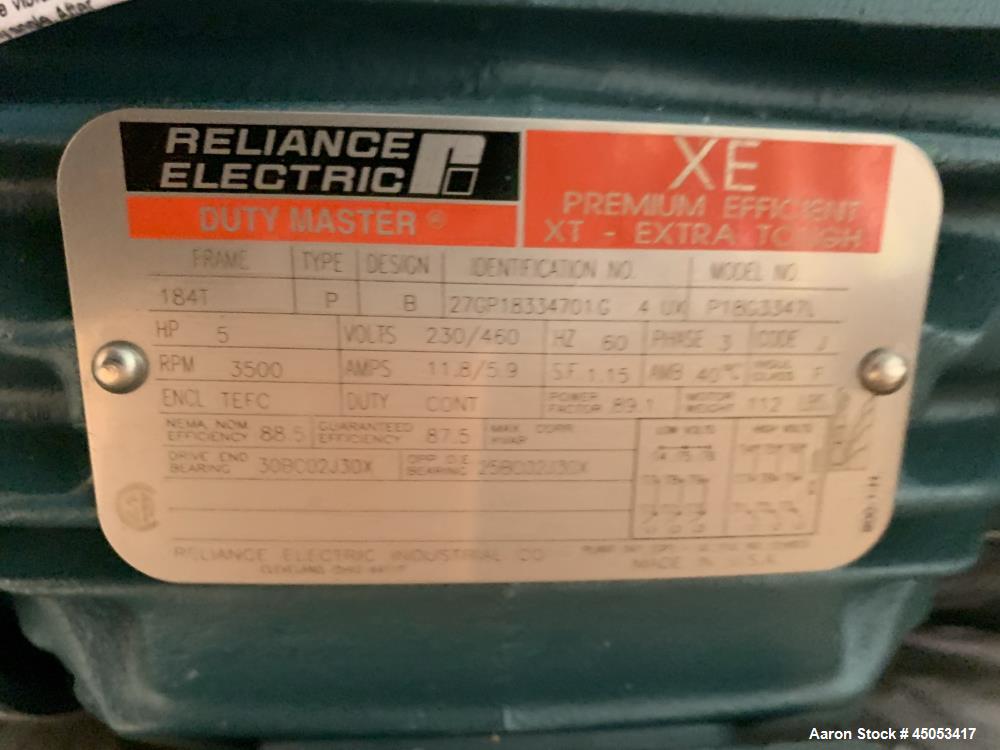 RELIANCE
ELECTRIC
DUTY MASTER ®
XE
PREMIUM EFFICIENT
XT - EXTRA TOUGH
FRAME TYPE DESIGN IDENTIFICATION NO. MODEL NO.
184T P B 27GP18334701G 4 UK P18G3347L
HP 5 VOLTS 230/460 HZ 60 PHASE 3 CODE J
RPM 3500 AMPS 11.8/5.9 S.F. 1.15 AMB 40°C INSUL CLASS F
ENCL TEFC DUTY CONT POWER FACTOR 89.1 MOTOR WEIGHT 112 LBS
NEMA NOM EFFICIENCY 88.5 GUARANTEED EFFICIENCY 87.5 MAX. CORR. KVAR
DRIVE END BEARING 30BC02J30X OPP D.E. BEARING 25BC02J30X
LOW VOLTS HIGH VOLTS
RELIANCE ELECTRIC INDUSTRIAL CO
MADE IN U.S.A.
Aaron Stock # 45053417